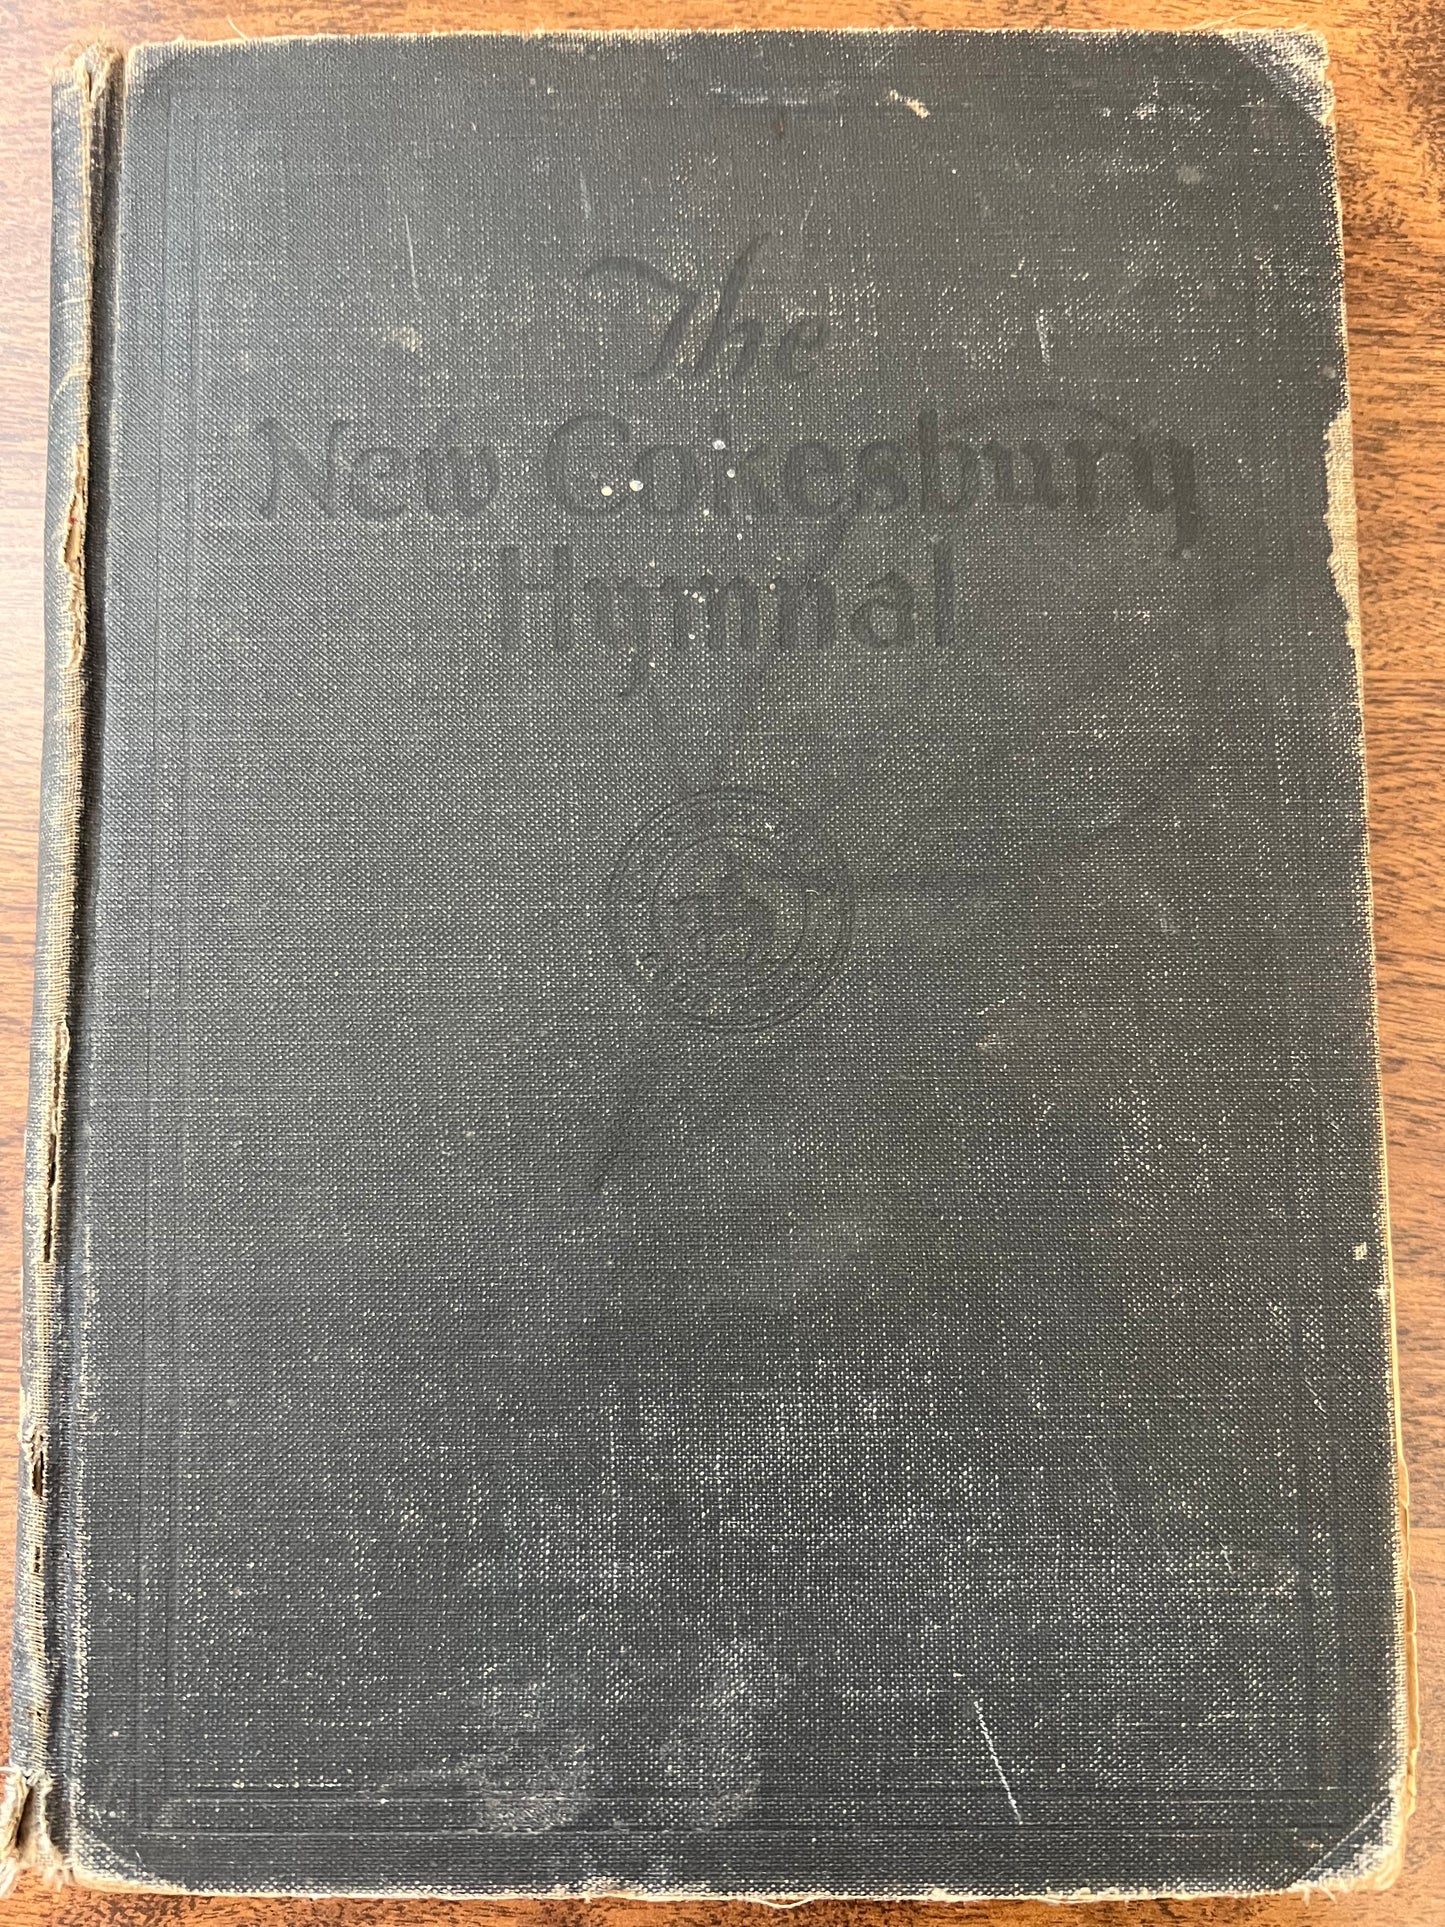 The
New Cokesbury
Hymnal